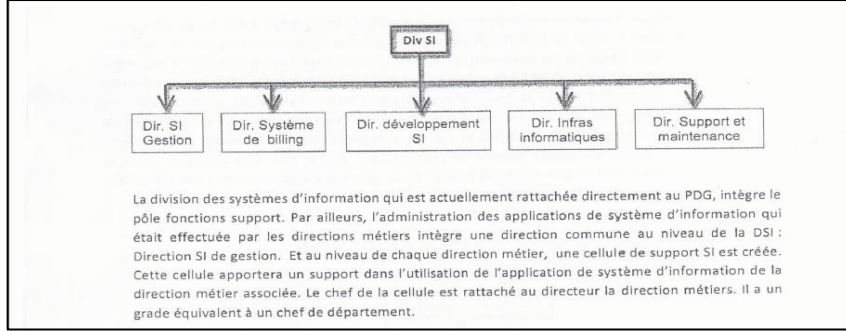 Div SI
Dir. SI
Gestion
Dir. Système
de billing
Dir. développement
SI
Dir. Infras
informatiques
Dir. Support et
maintenance
La division des systèmes d'information qui est actuellement rattachée directement au PDG, intègre le
pôle fonctions support. Par ailleurs, l'administration des applications de système d'information qui
était effectuée par les directions métiers intègre une direction commune au niveau de la DSI :
Direction SI de gestion. Et au niveau de chaque direction métier, une cellule de support SI est créée.
Cette cellule apportera un support dans l'utilisation de l'application de système d'information de la
direction métier associée. Le chef de la cellule est rattaché au directeur la direction métiers. Il a un
grade équivalent à un chef de département.